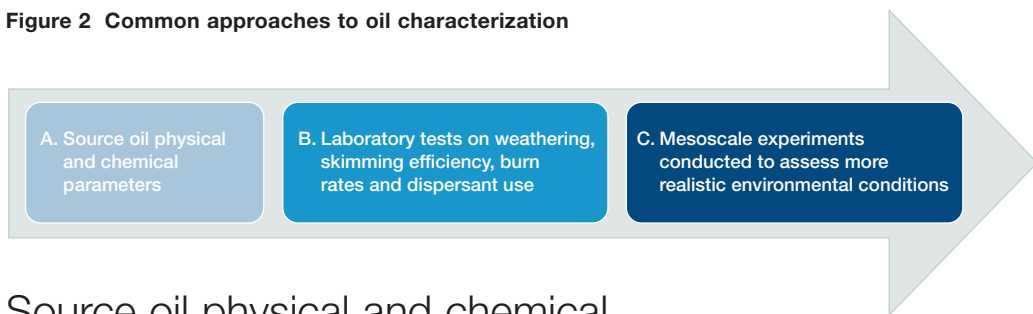 Figure 2  Common approaches to oil characterization
A. Source oil physical
and chemical
parameters
B. Laboratory tests on weathering,
skimming efficiency, burn
rates and dispersant use
C. Mesoscale experiments
conducted to assess more
realistic environmental conditions
Source oil physical and chemical